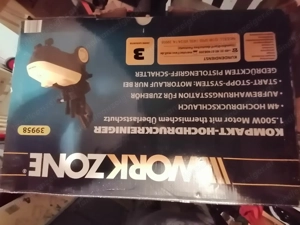 WORKZONE
39958
KOMPAKT-HOCHDRUCKREINIGER
1.500W Motor mit thermischem Überlastschutz
• 4M HOCHDRUCKSCHLAUCH
• AUFBEWAHRUNGSSTATION FÜR ZUBEHÖR
• START-STOPP-SYSTEM: MOTORLAUF NUR BEI
GEDRÜCKTEM PISTOLENGRIFF-SCHALTER
3